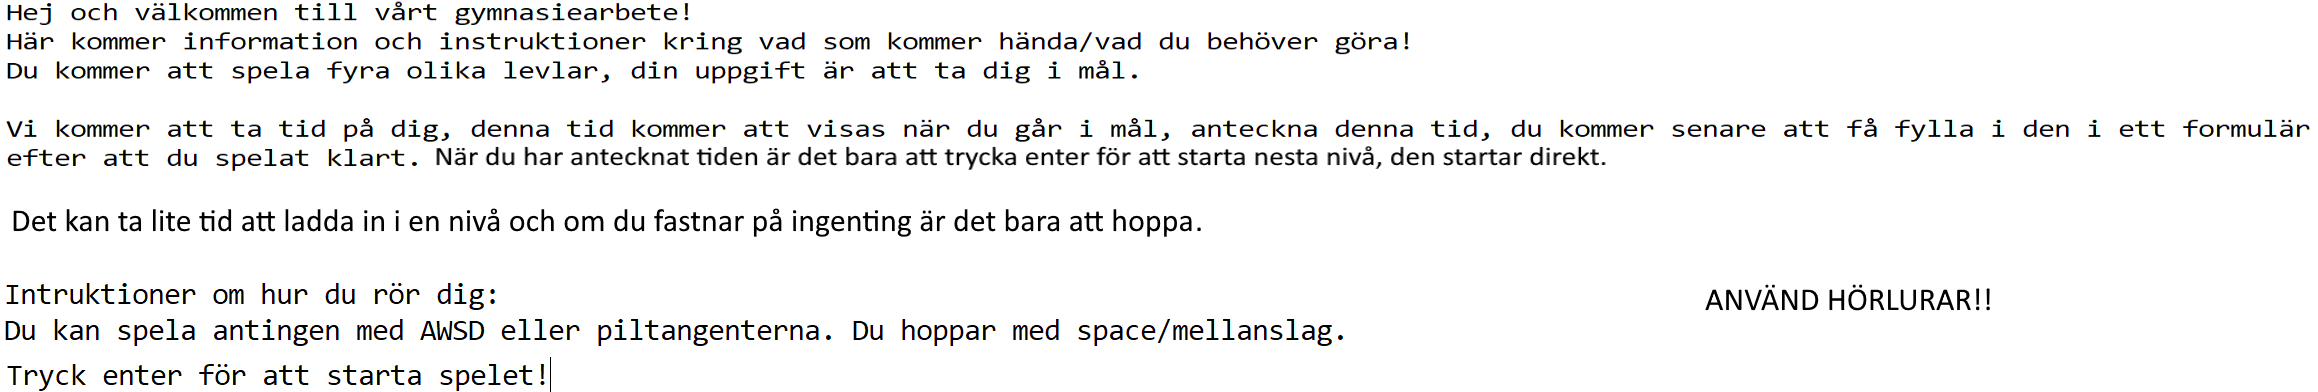 Hej och välkommen till vårt gymnasiearbete!
Här kommer information och instruktioner kring vad som kommer hända/vad du behöver göra!
Du kommer att spela fyra olika levlar, din uppgift är att ta dig i mål.
Vi kommer att ta tid på dig, denna tid kommer att visas när du går i mål, anteckna denna tid, du kommer senare att få fylla i den i ett formulär
efter att du spelat klart. När du har antecknat tiden är det bara att trycka enter för att starta nesta nivå, den startar direkt.
Det kan ta lite tid att ladda in i en nivå och om du fastnar på ingenting är det bara att hoppa.
Intruktioner om hur du rör dig:
ANVÄND HÖRLURAR!!
Du kan spela antingen med AWSD eller piltangenterna. Du hoppar med space/mellanslag.
Tryck enter för att starta spelet!